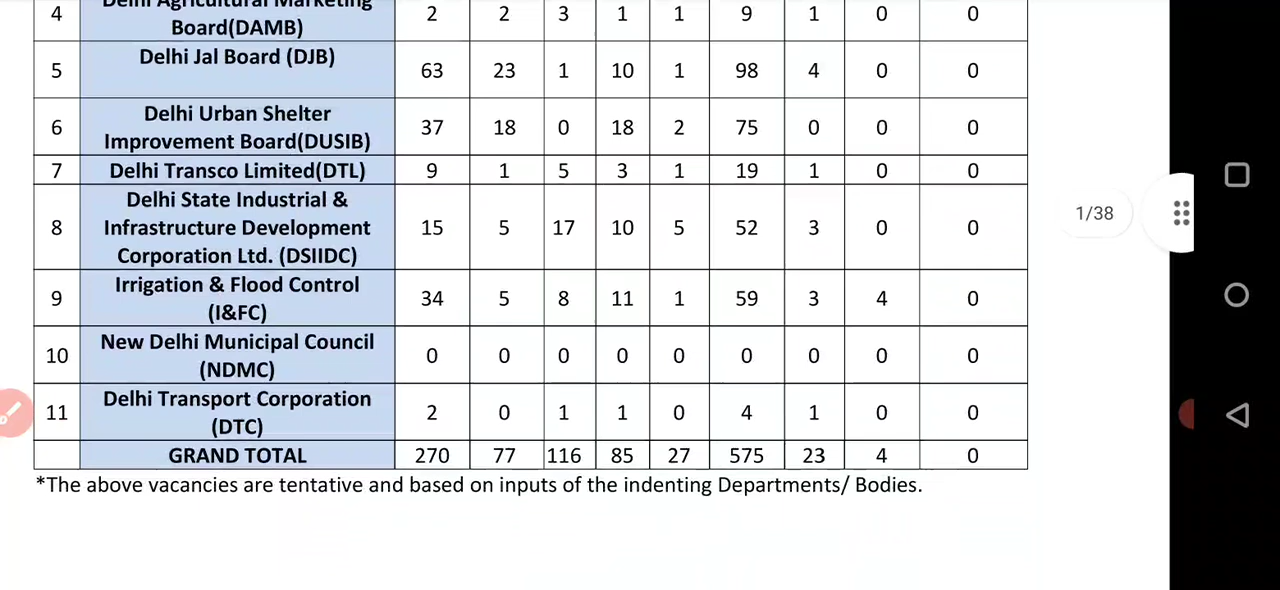 4 Delhi Agricultural Marketing Board(DAMB) 2 2 3 1 1 9 1 0 0
5 Delhi Jal Board (DJB) 63 23 1 10 1 98 4 0 0
6 Delhi Urban Shelter Improvement Board(DUSIB) 37 18 0 18 2 75 0 0 0
7 Delhi Transco Limited(DTL) 9 1 5 3 1 19 1 0 0
8 Delhi State Industrial & Infrastructure Development Corporation Ltd. (DSIIDC) 15 5 17 10 5 52 3 0 0
1/38
9 Irrigation & Flood Control (I&FC) 34 5 8 11 1 59 3 4 0
10 New Delhi Municipal Council (NDMC) 0 0 0 0 0 0 0 0 0
11 Delhi Transport Corporation (DTC) 2 0 1 1 0 4 1 0 0
GRAND TOTAL 270 77 116 85 27 575 23 4 0
*The above vacancies are tentative and based on inputs of the indenting Departments/ Bodies.